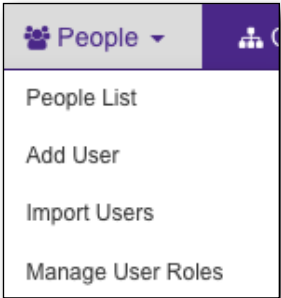 People
People List
Add User
Import Users
Manage User Roles